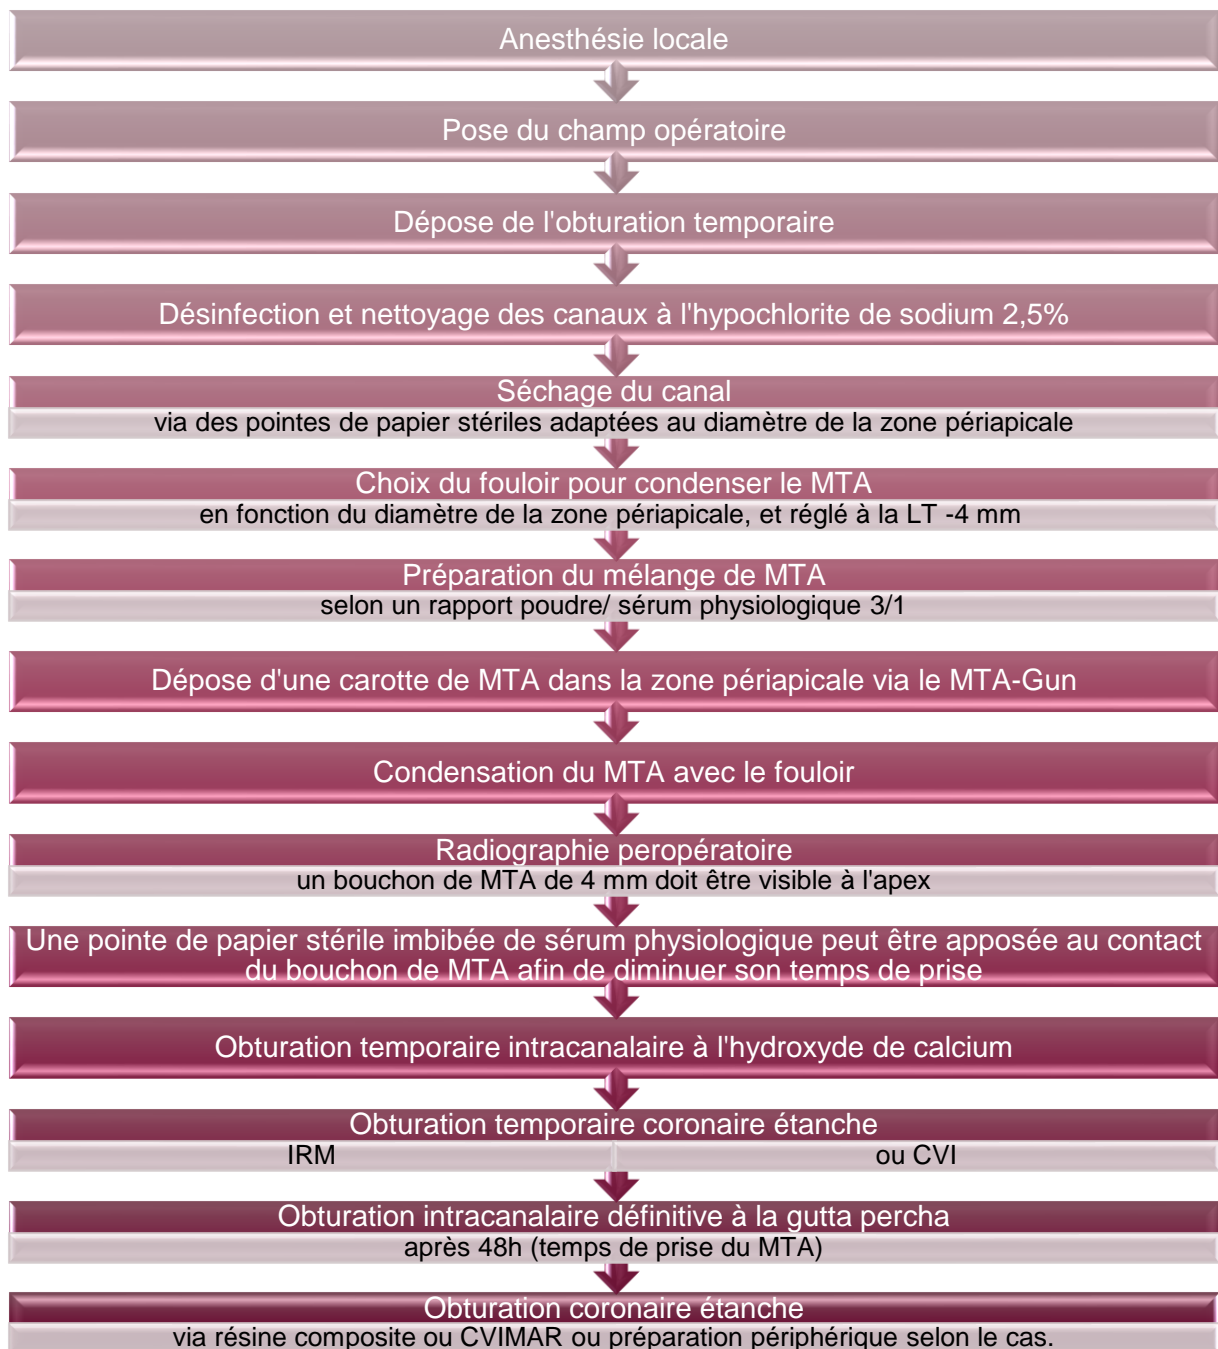 Anesthésie locale
Pose du champ opératoire
Dépose de l'obturation temporaire
Désinfection et nettoyage des canaux à l'hypochlorite de sodium 2,5%
Séchage du canal
via des pointes de papier stériles adaptées au diamètre de la zone périapicale
Choix du fouloir pour condenser le MTA
en fonction du diamètre de la zone périapicale, et réglé à la LT -4 mm
Préparation du mélange de MTA
selon un rapport poudre/ sérum physiologique 3/1
Dépose d'une carotte de MTA dans la zone périapicale via le MTA-Gun
Condensation du MTA avec le fouloir
Radiographie peropératoire
un bouchon de MTA de 4 mm doit être visible à l'apex
Une pointe de papier stérile imbibée de sérum physiologique peut être apposée au contact
du bouchon de MTA afin de diminuer son temps de prise
Obturation temporaire intracanalaire à l'hydroxyde de calcium
Obturation temporaire coronaire étanche
IRM ou CVI
Obturation intracanalaire définitive à la gutta percha
après 48h (temps de prise du MTA)
Obturation coronaire étanche
via résine composite ou CVIMAR ou préparation périphérique selon le cas.